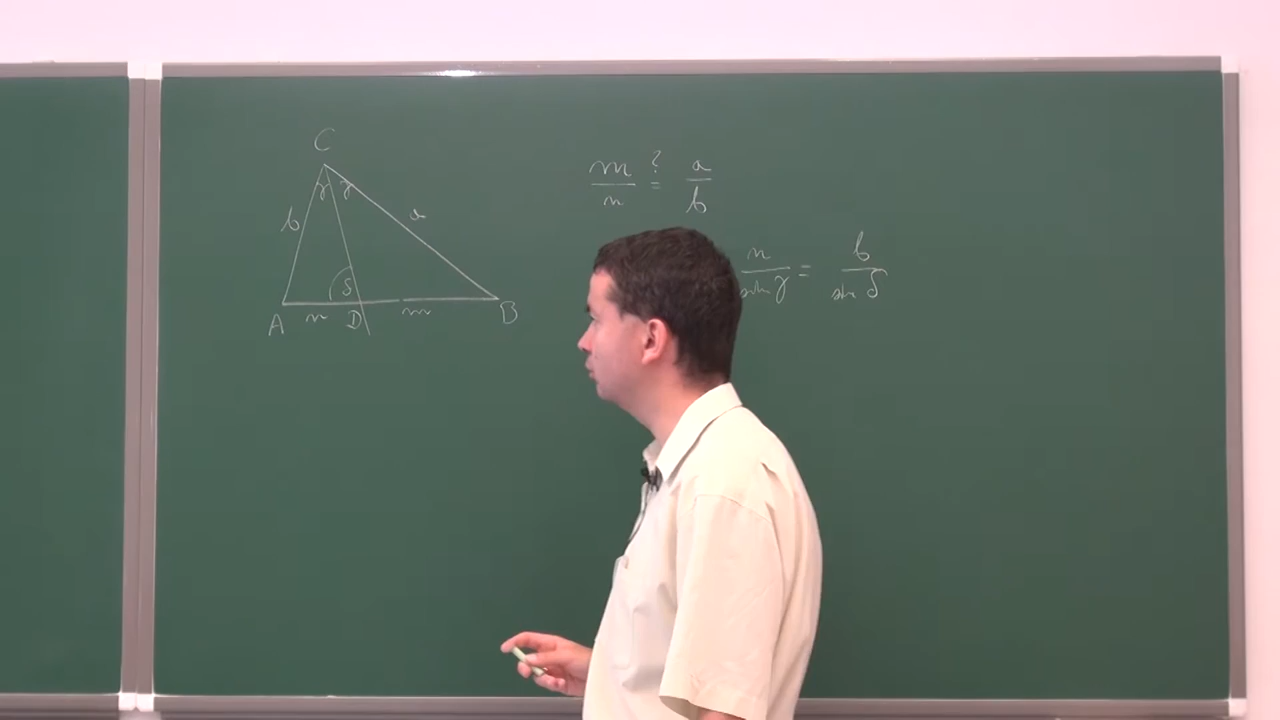 C
γ γ
b a
δ
A n D m B
m/n ?= a/b
n/sin γ = b/sin δ